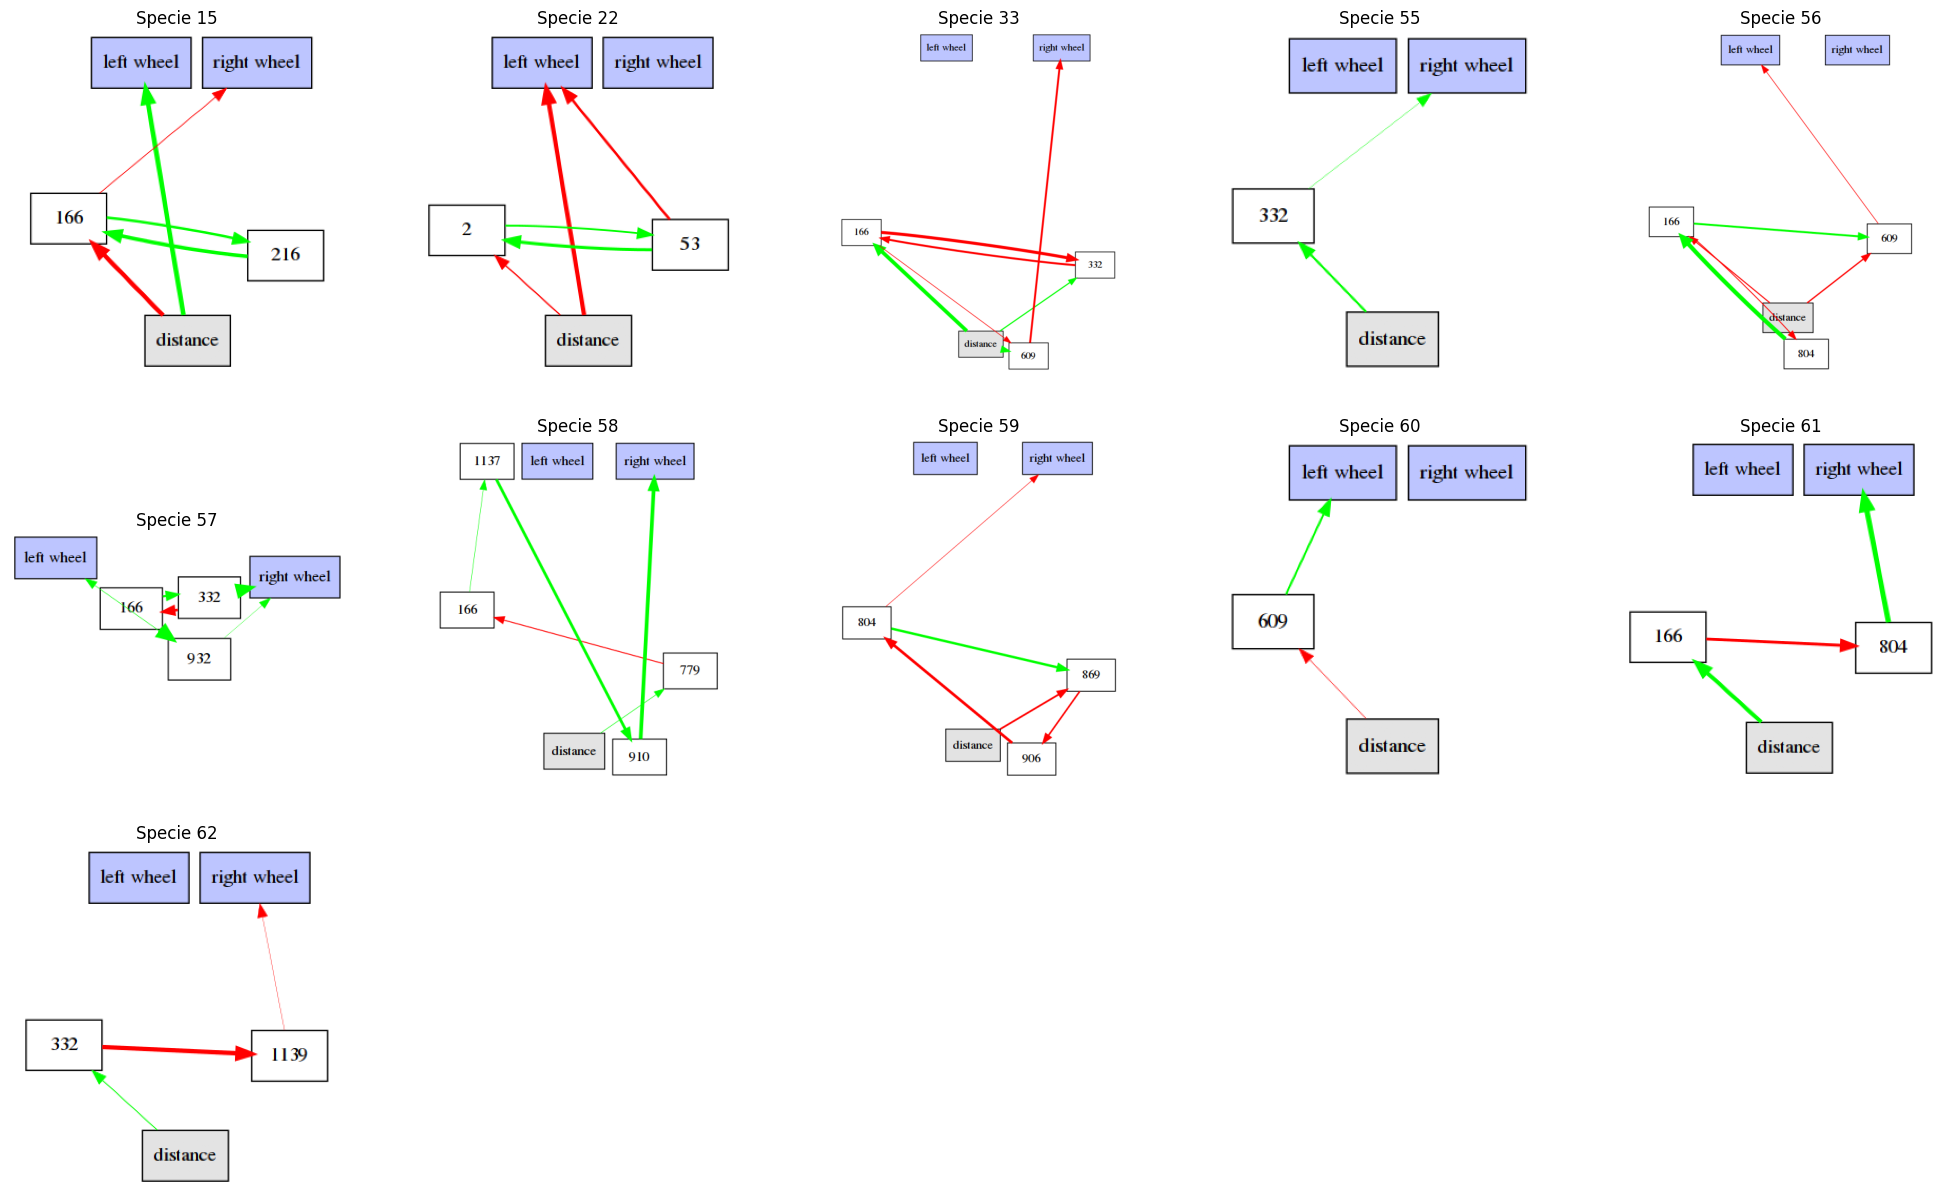 Specie 15
left wheel
right wheel
166
216
distance
Specie 22
left wheel
right wheel
2
53
distance
Specie 33
left wheel
right wheel
166
332
distance
609
Specie 55
left wheel
right wheel
332
distance
Specie 56
left wheel
right wheel
166
609
distance
804
Specie 57
left wheel
right wheel
166
332
932
Specie 58
1137
left wheel
right wheel
166
779
distance
910
Specie 59
left wheel
right wheel
804
869
distance
906
Specie 60
left wheel
right wheel
609
distance
Specie 61
left wheel
right wheel
166
804
distance
Specie 62
left wheel
right wheel
332
1139
distance